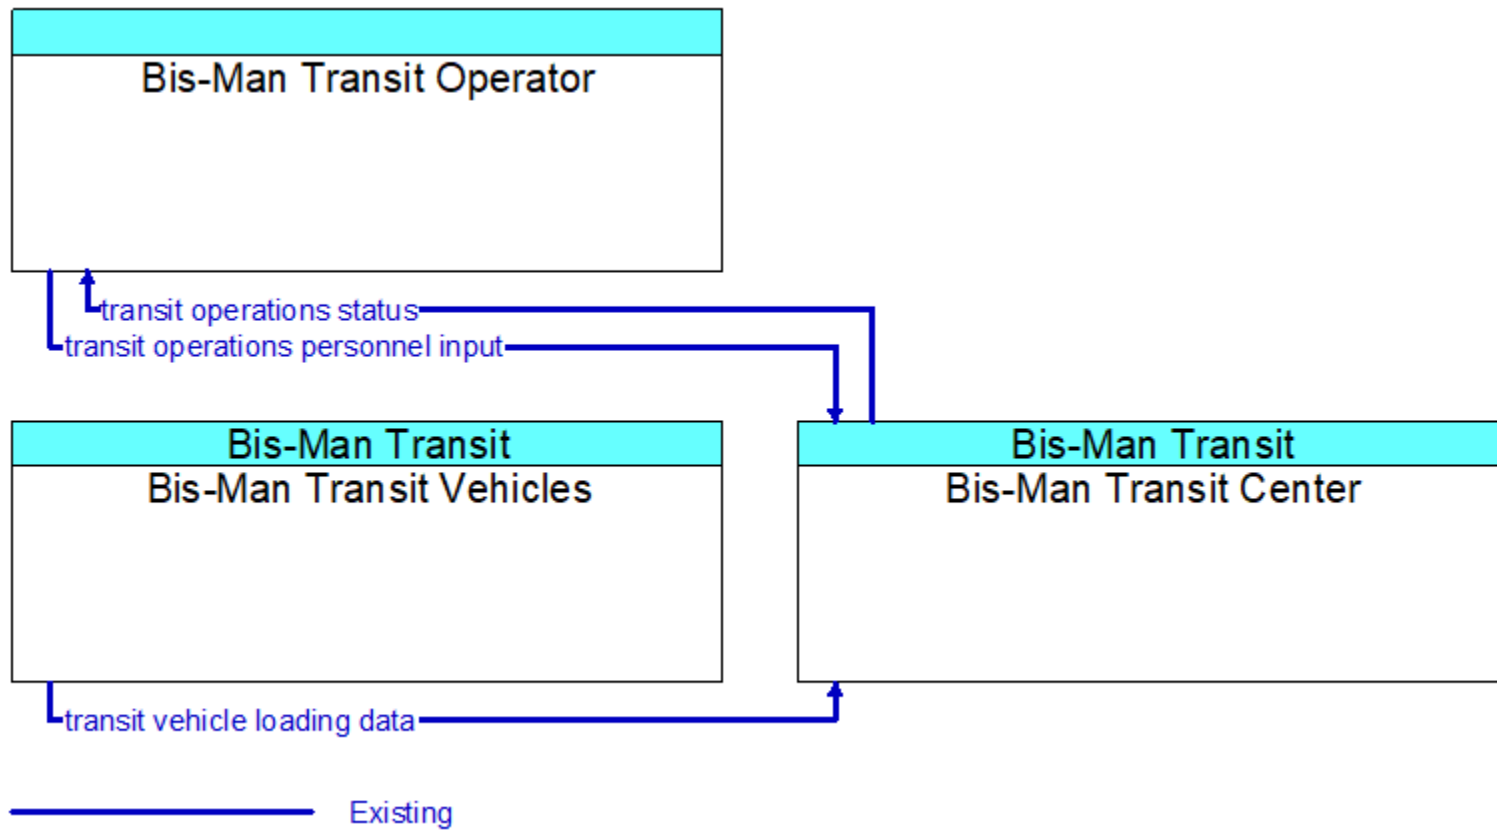 Bis-Man Transit Operator
transit operations status
transit operations personnel input
Bis-Man Transit
Bis-Man Transit Vehicles
Bis-Man Transit
Bis-Man Transit Center
transit vehicle loading data
Existing